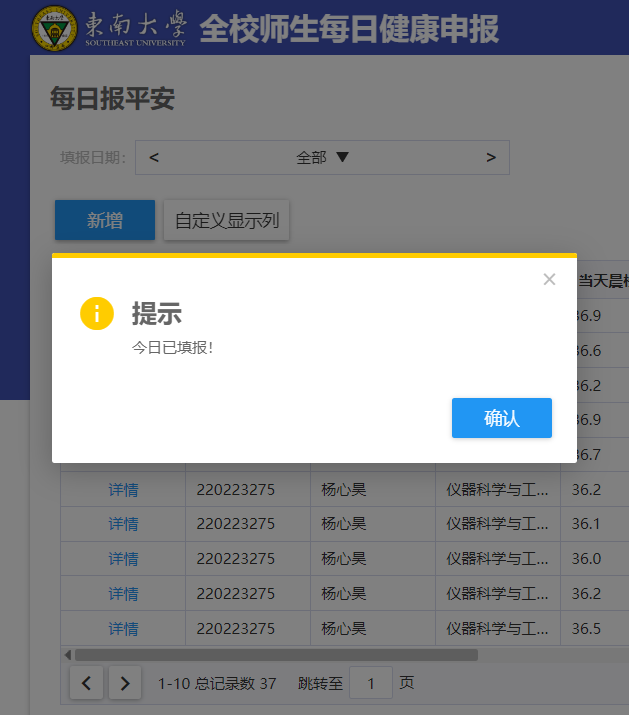 東南大學
SOUTHEAST UNIVERSITY
全校师生每日健康申报
每日报平安
填报日期: < 全部 ▼ >
新增 自定义显示列
当天晨检
36.9
36.6
36.2
36.9
36.7
×
提示
今日已填报!
确认
详情 220223275 杨心昊 仪器科学与工... 36.2
详情 220223275 杨心昊 仪器科学与工... 36.1
详情 220223275 杨心昊 仪器科学与工... 36.0
详情 220223275 杨心昊 仪器科学与工... 36.2
详情 220223275 杨心昊 仪器科学与工... 36.5
< > 1-10 总记录数 37 跳转至 1 页